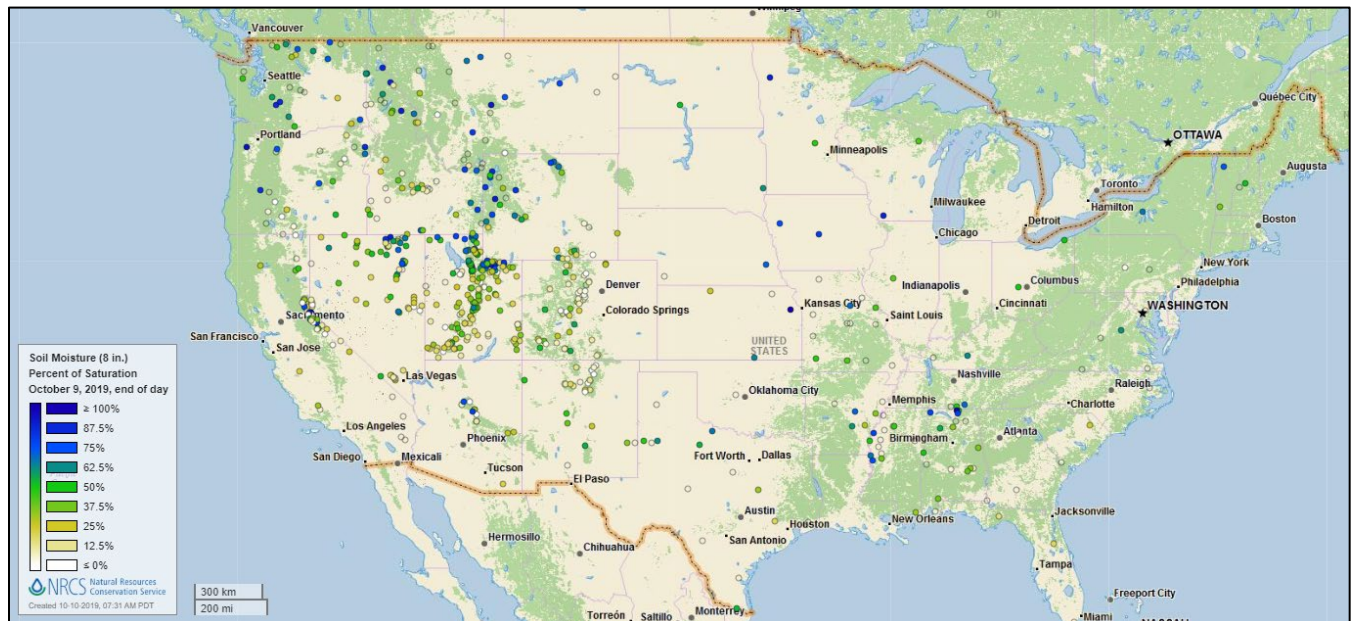 Winnipeg
ON
Vancouver
Seattle
Québec City
Portland
OTTAWA
Minneapolis
Augusta
Toronto
Hamilton
Milwaukee
Boston
Detroit
Chicago
New York
Denver
Columbus
Philadelphia
Indianapolis
Kansas City
Cincinnati
WASHINGTON
Colorado Springs
Sacramento
Saint Louis
San Francisco
San Jose
UNITED
STATES
Las Vegas
Nashville
Oklahoma City
Raleigh
Memphis
Charlotte
Los Angeles
Phoenix
Birmingham
Atlanta
San Diego
Mexicali
Fort Worth
Dallas
Tucson
El Paso
Austin
Jacksonville
Houston
New Orleans
San Antonio
Hermosillo
Chihuahua
Tampa
Freeport City
Monterrey
Torreón
Saltillo
Miami
NASSAU
Soil Moisture (8 in.)
Percent of Saturation
October 9, 2019, end of day
≥ 100%
87.5%
75%
62.5%
50%
37.5%
25%
12.5%
≤ 0%
NRCS Natural Resources
Conservation Service
Created 10-10-2019, 07:31 AM PDT
300 km
200 mi